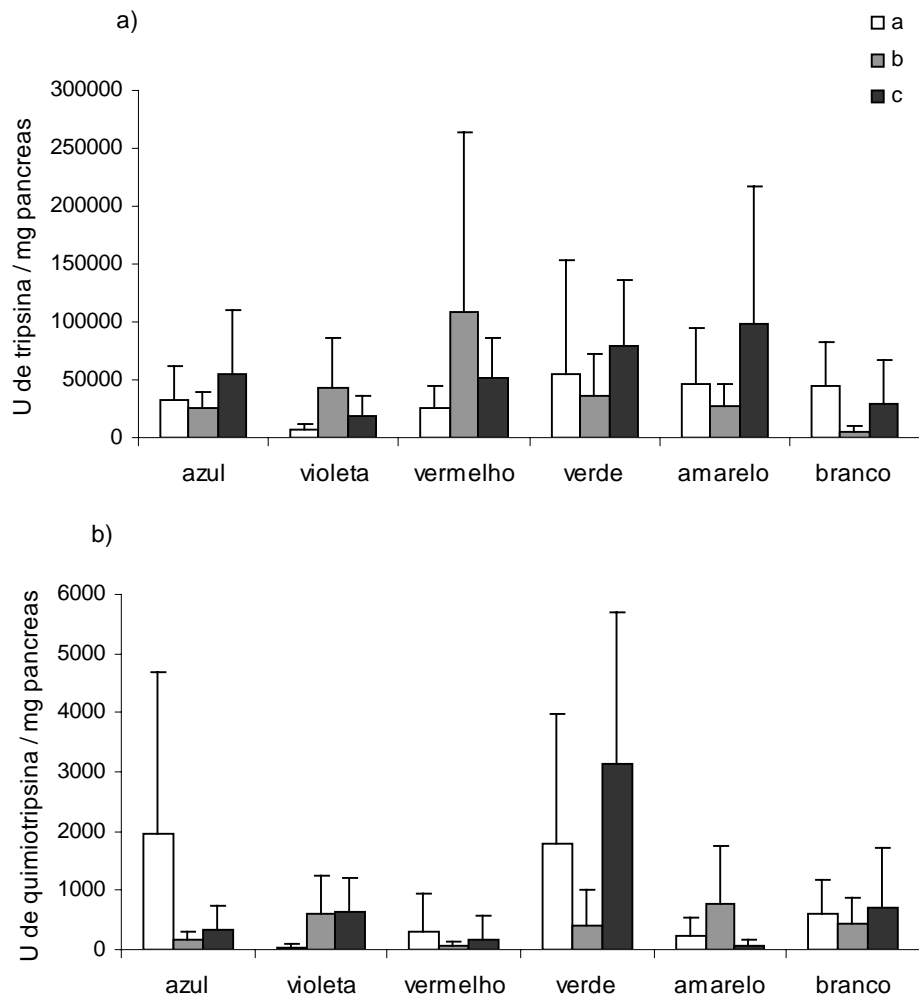 a)
a
b
c
U de tripsina / mg pancreas
300000
250000
200000
150000
100000
50000
0
azul violeta vermelho verde amarelo branco
b)
U de quimiotripsina / mg pancreas
6000
5000
4000
3000
2000
1000
0
azul violeta vermelho verde amarelo branco